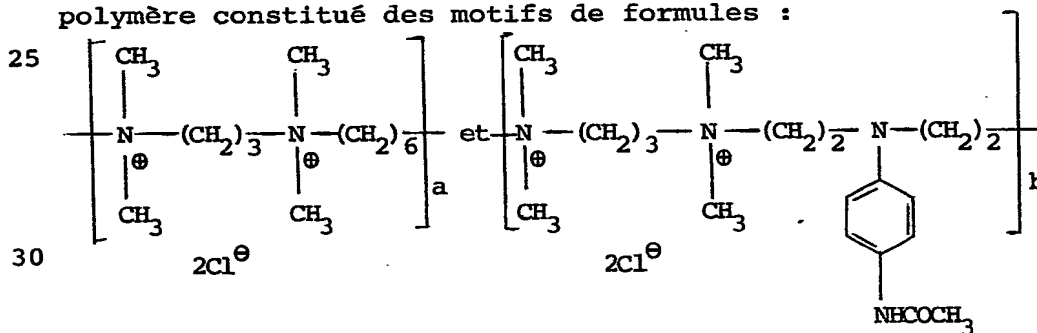 polymère constitué des motifs de formules :
25
CH3 CH3 CH3 CH3
N (CH2)3 N (CH2)6 et N (CH2)3 N (CH2)2 N (CH2)2
⊕ ⊕ ⊕ ⊕
a b
CH3 CH3 CH3 CH3
30 2Cl⊖ 2Cl⊖
NHCOCH3